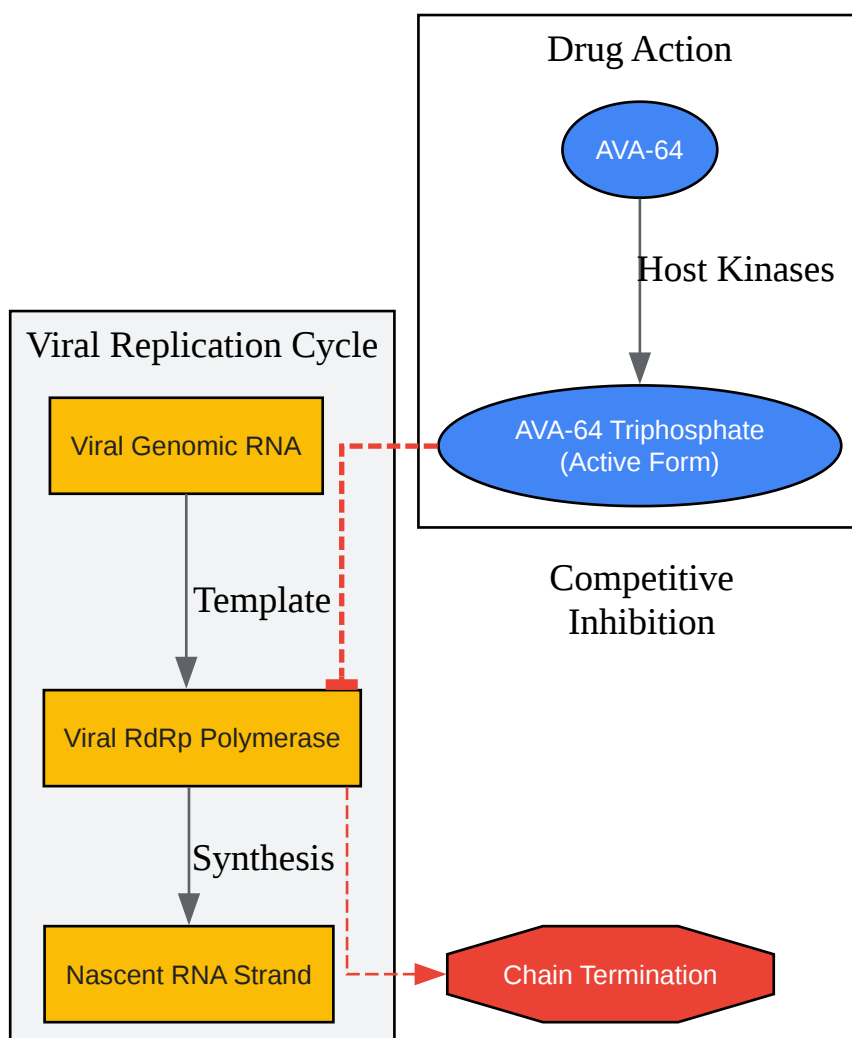 Drug Action
AVA-64
Host Kinases
AVA-64 Triphosphate
(Active Form)
Viral Replication Cycle
Viral Genomic RNA
Template
Competitive
Inhibition
Viral RdRp Polymerase
Synthesis
Nascent RNA Strand
Chain Termination